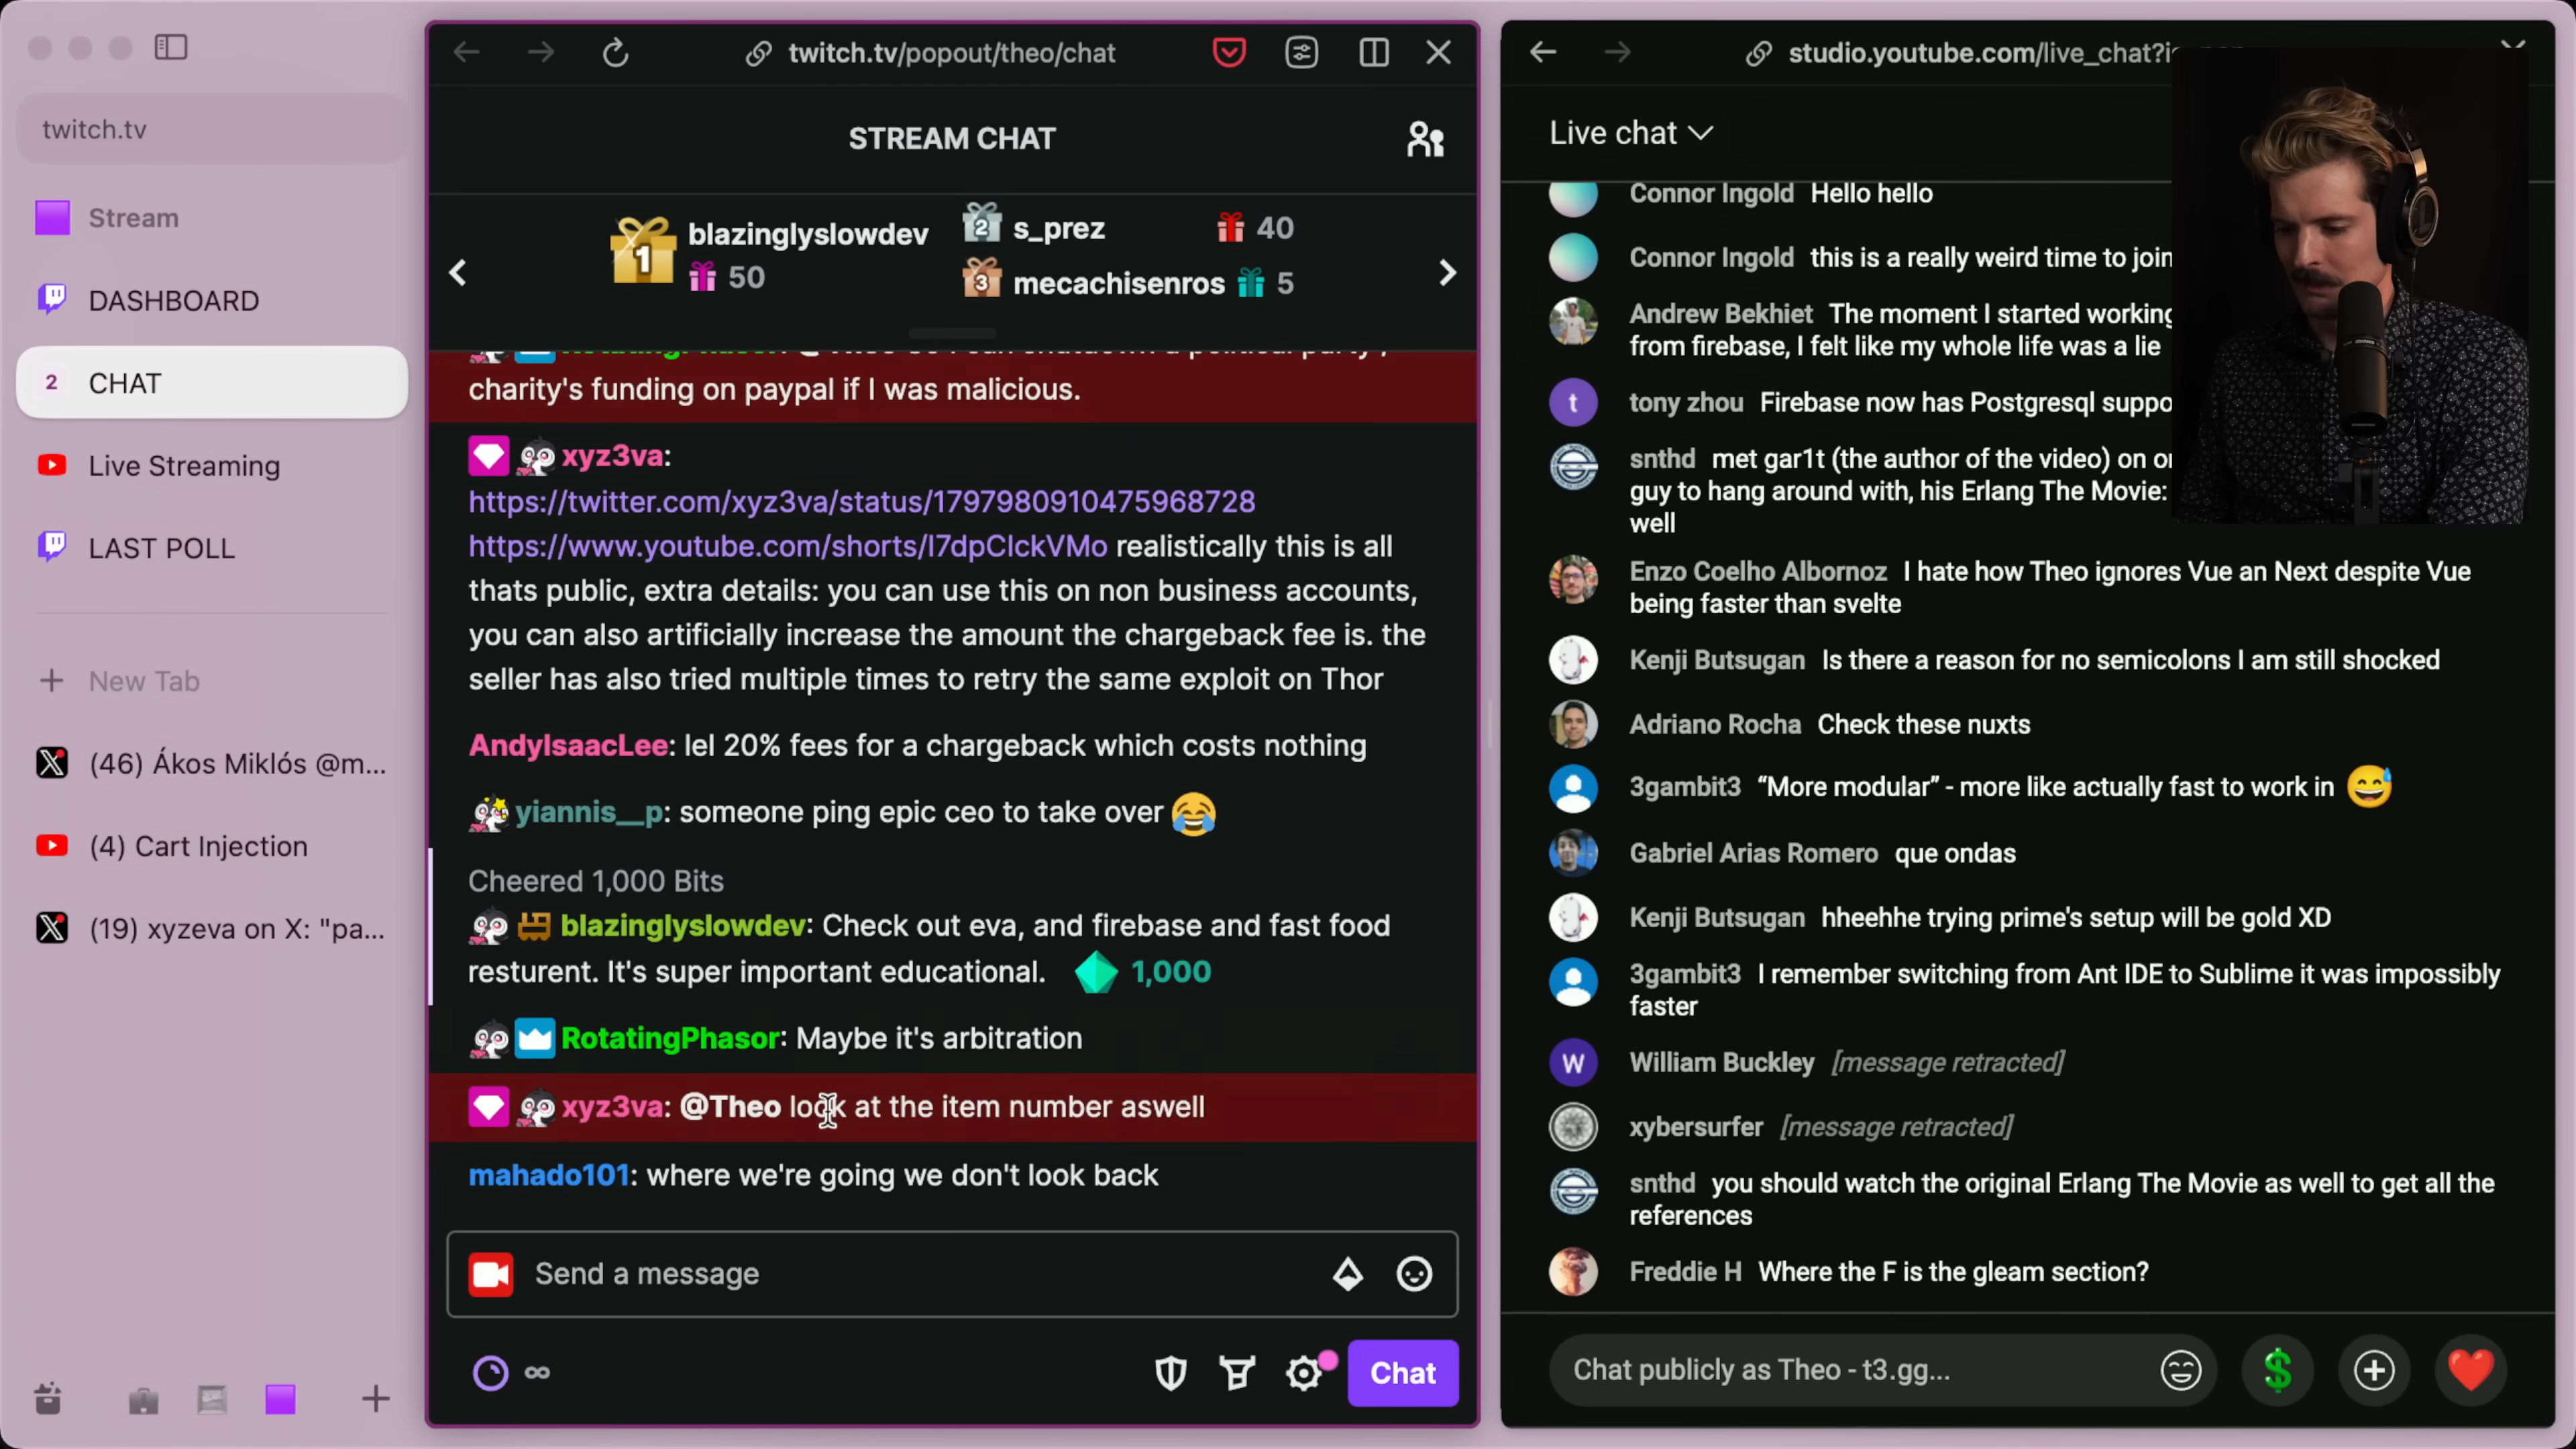 twitch.tv
Stream
DASHBOARD
2 CHAT
Live Streaming
LAST POLL
New Tab
(46) Ákos Miklós @m...
(4) Cart Injection
(19) xyzeva on X: "pa...
twitch.tv/popout/theo/chat
STREAM CHAT
1 blazinglyslowdev
50
2 s_prez 40
3 mecachisenros 5
charity's funding on paypal if I was malicious.
xyz3va:
https://twitter.com/xyz3va/status/1797980910475968728
https://www.youtube.com/shorts/I7dpClckVMo realistically this is all
thats public, extra details: you can use this on non business accounts,
you can also artificially increase the amount the chargeback fee is. the
seller has also tried multiple times to retry the same exploit on Thor
AndyIsaacLee: lel 20% fees for a chargeback which costs nothing
yiannis__p: someone ping epic ceo to take over
Cheered 1,000 Bits
blazinglyslowdev: Check out eva, and firebase and fast food
resturent. It's super important educational. 1,000
RotatingPhasor: Maybe it's arbitration
xyz3va: @Theo look at the item number aswell
mahado101: where we're going we don't look back
Send a message
Chat
studio.youtube.com/live_chat?is
Live chat
Connor Ingold Hello hello
Connor Ingold this is a really weird time to join
Andrew Bekhiet The moment I started working
from firebase, I felt like my whole life was a lie
t tony zhou Firebase now has Postgresql suppo
snthd met gar1t (the author of the video) on
guy to hang around with, his Erlang The Movie:
well
Enzo Coelho Albornoz I hate how Theo ignores Vue an Next despite Vue
being faster than svelte
Kenji Butsugan Is there a reason for no semicolons I am still shocked
Adriano Rocha Check these nuxts
3gambit3 “More modular” - more like actually fast to work in
Gabriel Arias Romero que ondas
Kenji Butsugan hheehhe trying prime's setup will be gold XD
3gambit3 I remember switching from Ant IDE to Sublime it was impossibly
faster
W William Buckley [message retracted]
xybersurfer [message retracted]
snthd you should watch the original Erlang The Movie as well to get all the
references
Freddie H Where the F is the gleam section?
Chat publicly as Theo - t3.gg...